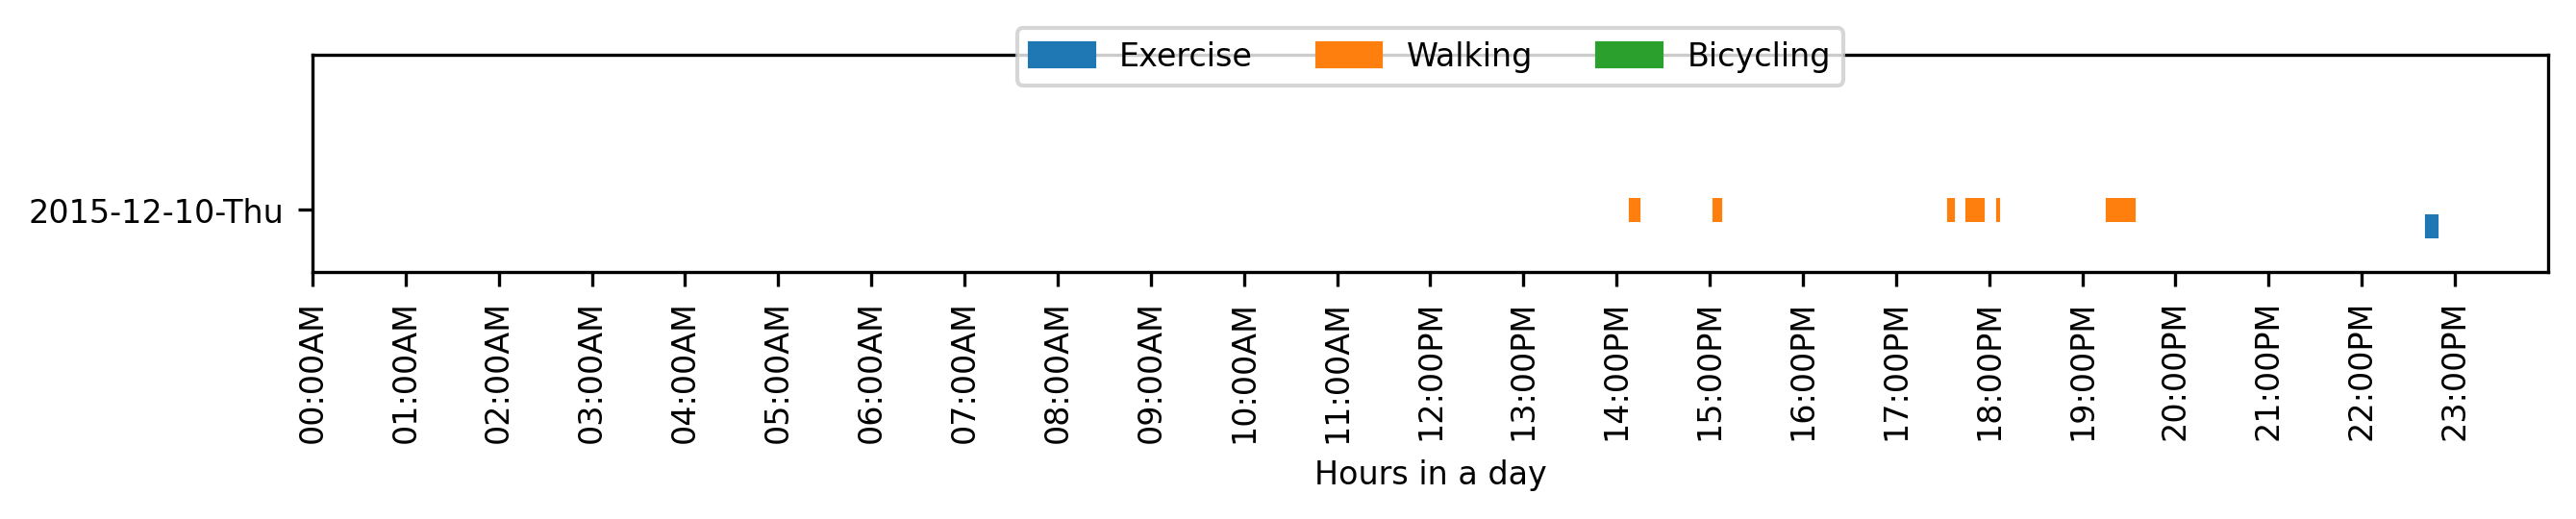 Exercise Walking Bicycling
2015-12-10-Thu
00:00AM
01:00AM
02:00AM
03:00AM
04:00AM
05:00AM
06:00AM
07:00AM
08:00AM
09:00AM
10:00AM
11:00AM
12:00PM
13:00PM
14:00PM
15:00PM
16:00PM
17:00PM
18:00PM
19:00PM
20:00PM
21:00PM
22:00PM
23:00PM
Hours in a day